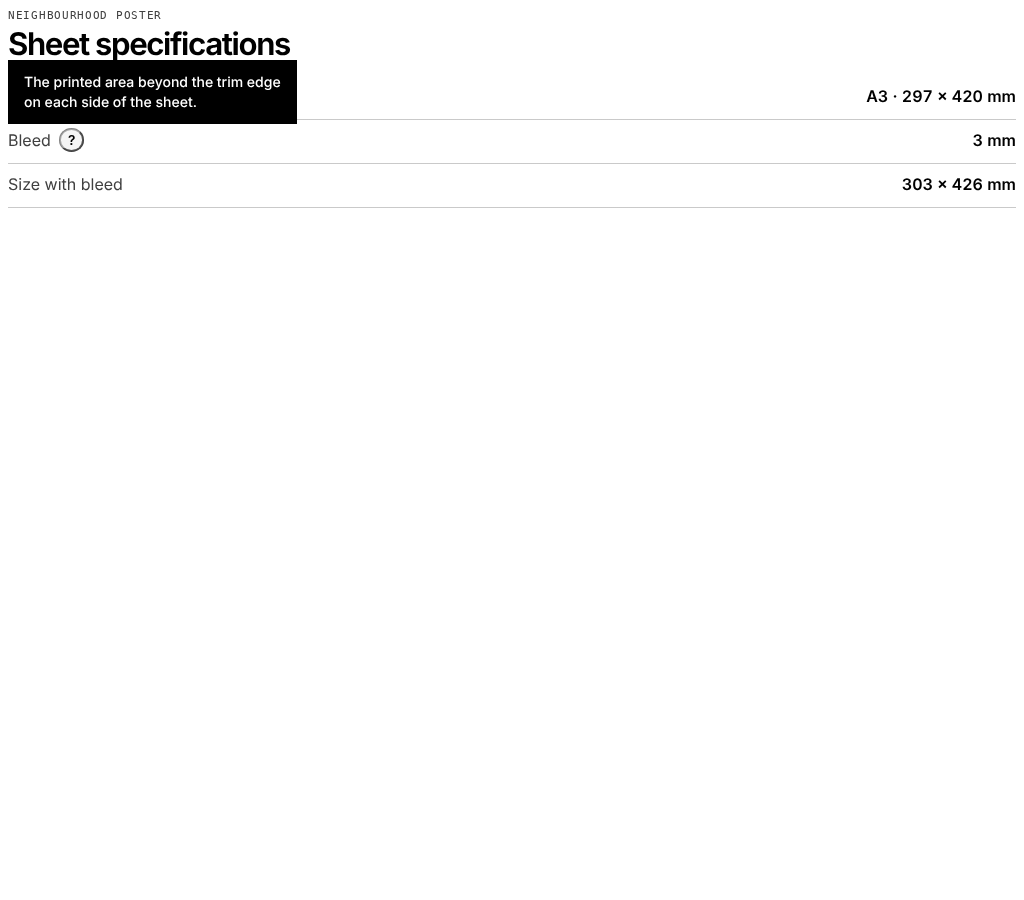 NEIGHBOURHOOD POSTER
Sheet specifications
The printed area beyond the trim edge
on each side of the sheet.
A3 · 297 × 420 mm
Bleed ? 3 mm
Size with bleed 303 × 426 mm